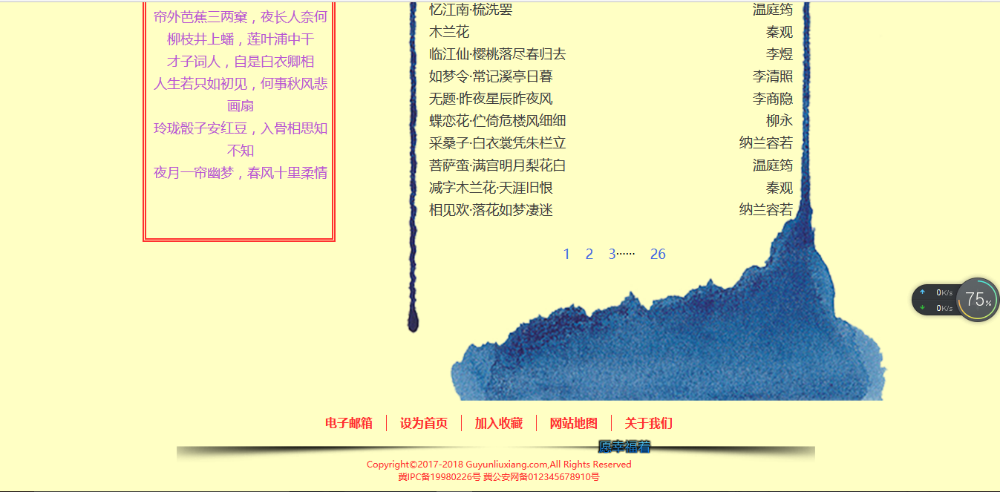 帘外芭蕉三两窠，夜长人奈何
柳枝井上蟠，莲叶浦中干
才子词人，自是白衣卿相
人生若只如初见，何事秋风悲
画扇
玲珑骰子安红豆，入骨相思知
不知
夜月一帘幽梦，春风十里柔情
忆江南·梳洗罢 温庭筠
木兰花 秦观
临江仙·樱桃落尽春归去 李煜
如梦令·常记溪亭日暮 李清照
无题·昨夜星辰昨夜风 李商隐
蝶恋花·伫倚危楼风细细 柳永
采桑子·白衣裳凭朱栏立 纳兰容若
菩萨蛮·满宫明月梨花白 温庭筠
减字木兰花·天涯旧恨 秦观
相见欢·落花如梦凄迷 纳兰容若
1 2 3······ 26
0K/s
0K/s
75%
电子邮箱 设为首页 加入收藏 网站地图 关于我们
愿幸福着
Copyright©2017-2018 Guyunliuxiang.com,All Rights Reserved
冀IPC备19980226号 冀公安网备012345678910号